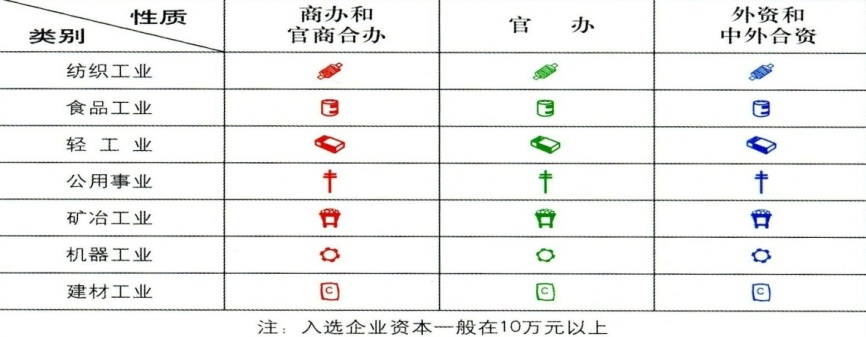 性质
类别
商办和
官商合办
官 办
外资和
中外合资
纺织工业
食品工业
轻工业
公用事业
矿冶工业
机器工业
建材工业
C C C
注：入选企业资本一般在10万元以上